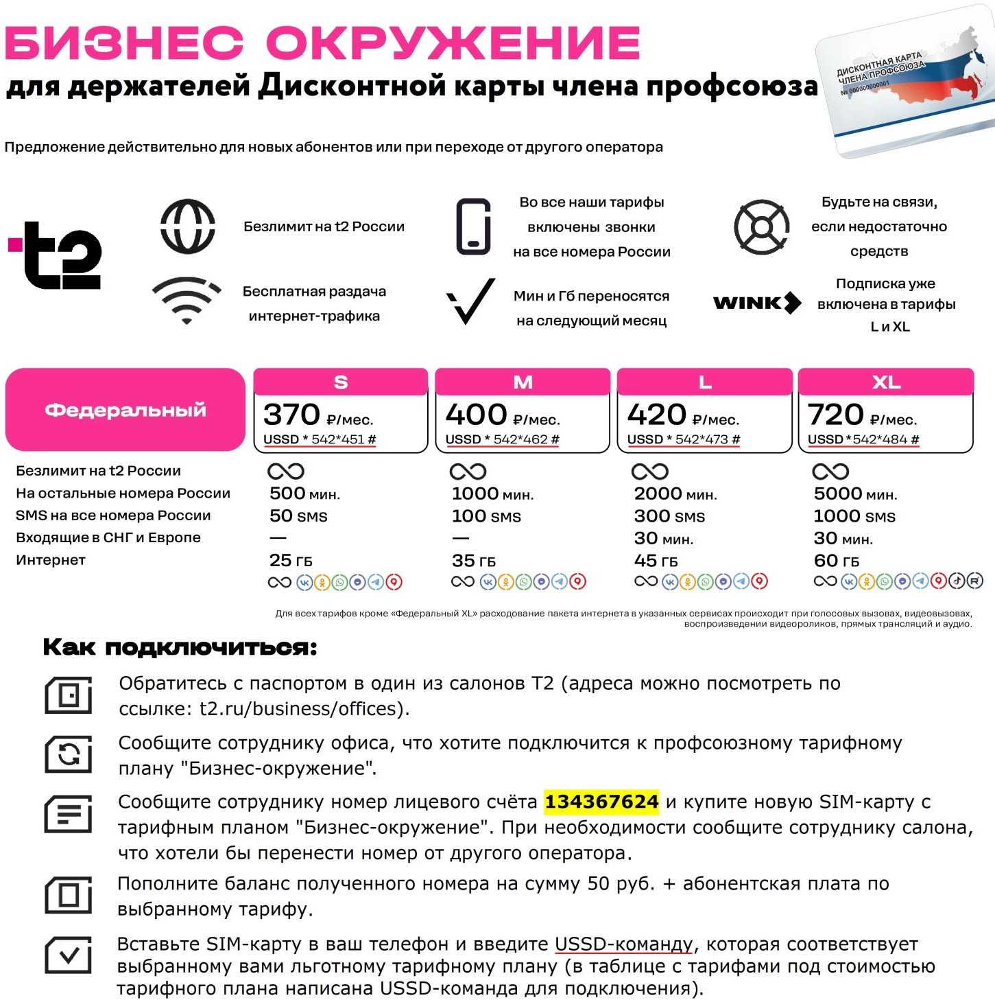 БИЗНЕС ОКРУЖЕНИЕ
для держателей Дисконтной карты члена профсоюза
ДИСКОНТНАЯ КАРТА
ЧЛЕНА ПРОФСОЮЗА
№ 000000000001
Предложение действительно для новых абонентов или при переходе от другого оператора
t2
Безлимит на t2 России
Во все наши тарифы
включены звонки
на все номера России
Будьте на связи,
если недостаточно
средств
Бесплатная раздача
интернет-трафика
Мин и Гб переносятся
на следующий месяц
WINK
Подписка уже
включена в тарифы
L и XL
Федеральный
S
M
L
XL
370 ₽/мес.
400 ₽/мес.
420 ₽/мес.
720 ₽/мес.
USSD * 542*451 #
USSD * 542*462 #
USSD * 542*473 #
USSD *542*484 #
Безлимит на t2 России
На остальные номера России 500 мин. 1000 мин. 2000 мин. 5000 мин.
SMS на все номера России 50 SMS 100 SMS 300 SMS 1000 SMS
Входящие в СНГ и Европе — — 30 мин. 30 мин.
Интернет 25 ГБ 35 ГБ 45 ГБ 60 ГБ
Для всех тарифов кроме «Федеральный XL» расходование пакета интернета в указанных сервисах происходит при голосовых вызовах, видеовызовах,
воспроизведении видеороликов, прямых трансляций и аудио.
Как подключиться:
Обратитесь с паспортом в один из салонов Т2 (адреса можно посмотреть по
ссылке: t2.ru/business/offices).
Сообщите сотруднику офиса, что хотите подключится к профсоюзному тарифному
плану "Бизнес-окружение".
Сообщите сотруднику номер лицевого счёта 134367624 и купите новую SIM-карту с
тарифным планом "Бизнес-окружение". При необходимости сообщите сотруднику салона,
что хотели бы перенести номер от другого оператора.
Пополните баланс полученного номера на сумму 50 руб. + абонентская плата по
выбранному тарифу.
Вставьте SIM-карту в ваш телефон и введите USSD-команду, которая соответствует
выбранному вами льготному тарифному плану (в таблице с тарифами под стоимостью
тарифного плана написана USSD-команда для подключения).